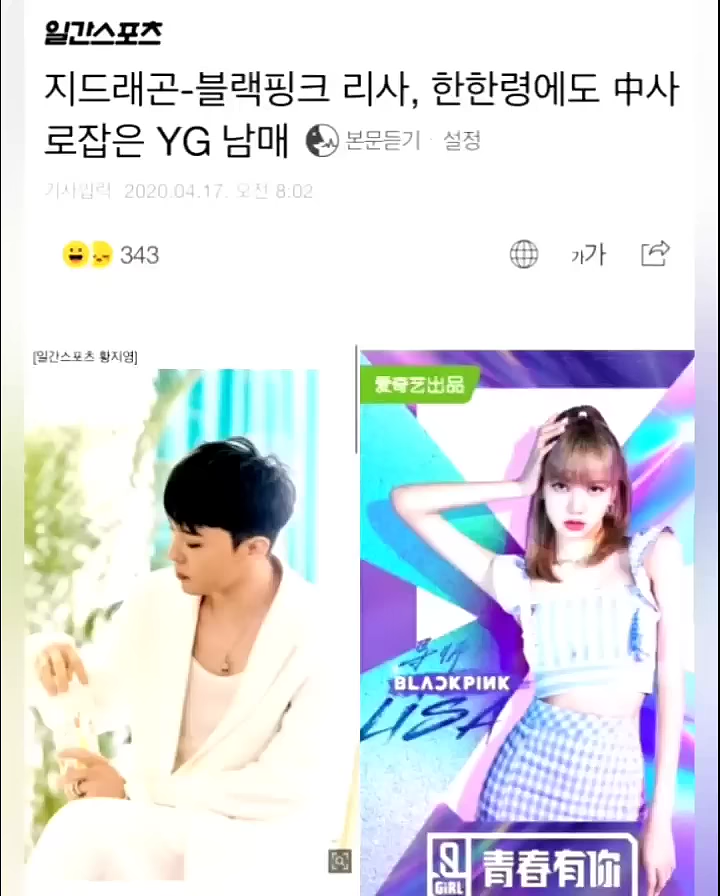 일간스포츠
지드래곤-블랙핑크 리사, 한한령에도 中사
로잡은 YG 남매 본문듣기 · 설정
기사입력 2020.04.17. 오전 8:02
343
가가
[일간스포츠 황지영]
爱奇艺出品
BLACKPINK
LISA
GiRL
青春有你